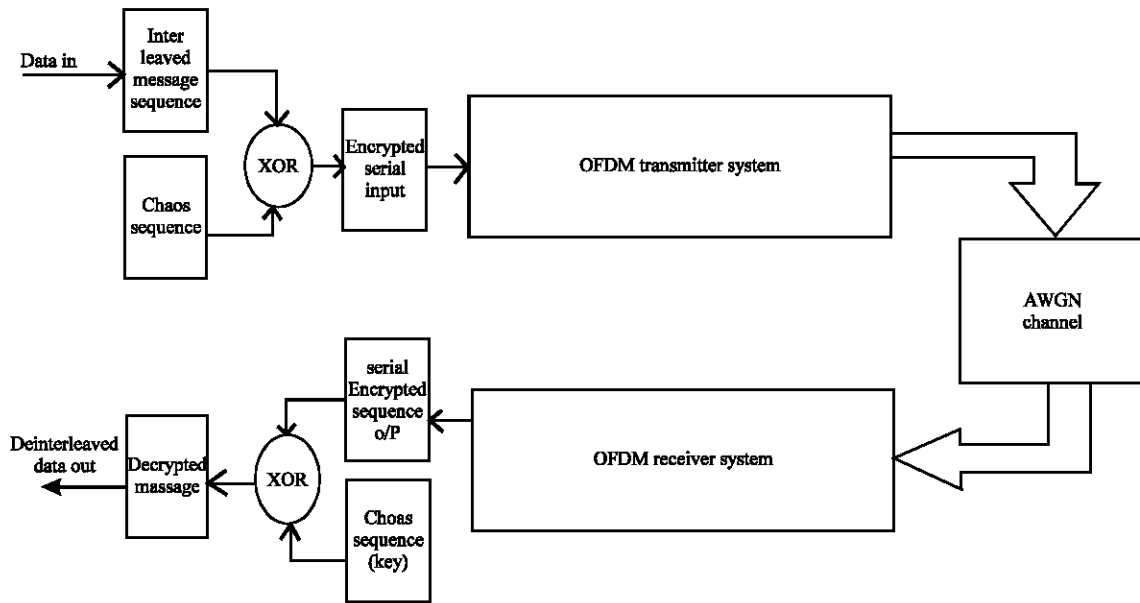 Data in
Inter
leaved
message
sequence
Chaos
sequence
XOR
Encrypted
serial
input
OFDM transmitter system
AWGN
channel
OFDM receiver system
serial
Encrypted
sequence
o/P
Choas
sequence
(key)
XOR
Decrypted
massage
Deinterleaved
data out